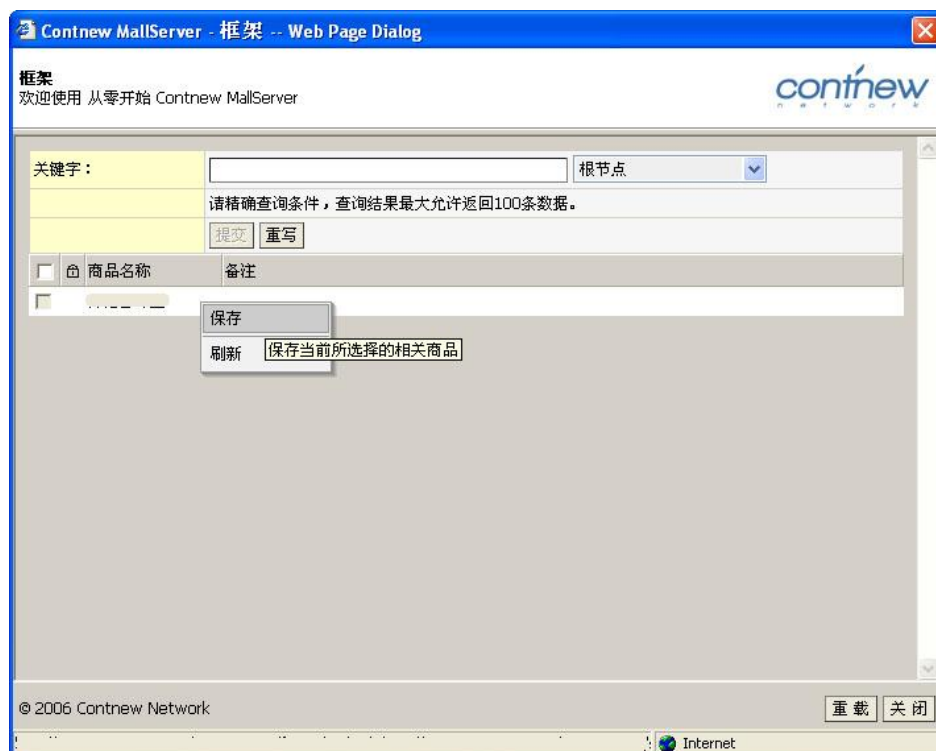 Contnew MallServer - 框架 -- Web Page Dialog
框架
欢迎使用 从零开始 Contnew MallServer
contnew
network
关键字：
根节点
请精确查询条件，查询结果最大允许返回100条数据。
提交 重写
商品名称 备注
保存
刷新
保存当前所选择的相关商品
© 2006 Contnew Network
重载 关闭
Internet